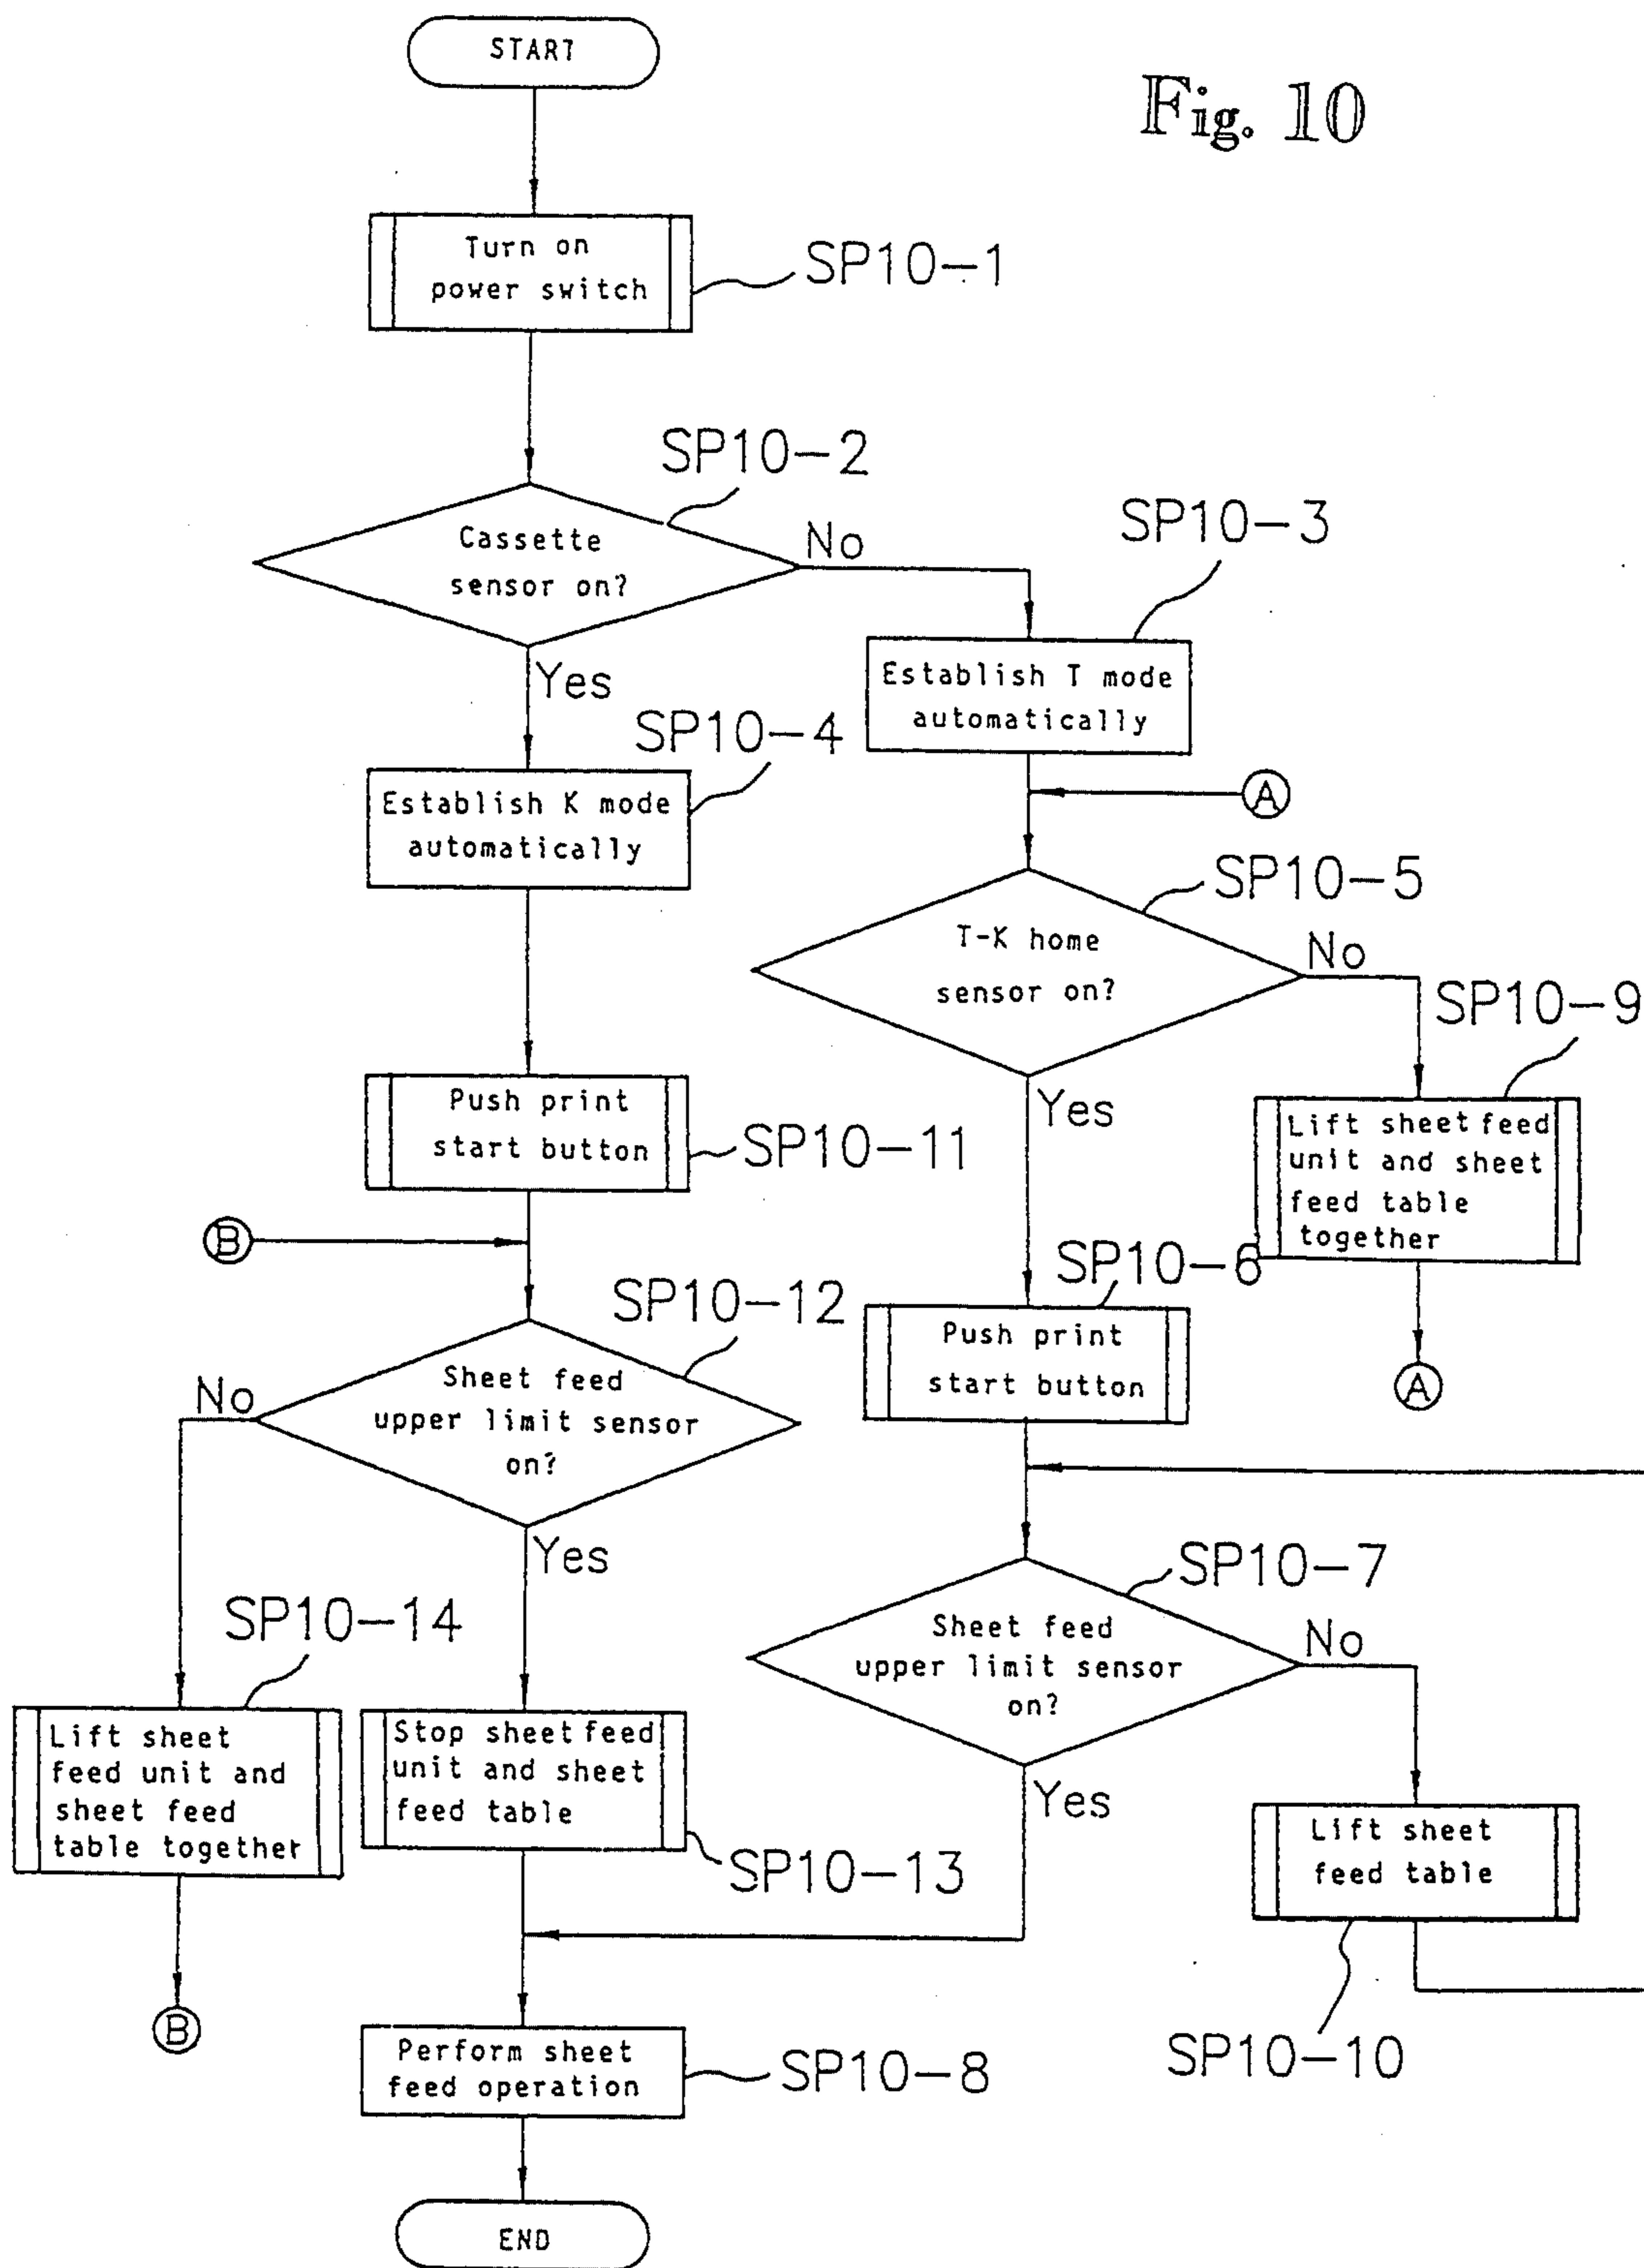 START
Fig. 10
Turn on
power switch
SP10-1
SP10-2
Cassette
sensor on?
No
Yes
SP10-3
Establish T mode
automatically
SP10-4
Establish K mode
automatically
A
SP10-5
T-K home
sensor on?
No
Yes
SP10-9
Lift sheet feed
unit and sheet
feed table
together
A
Push print
start button
SP10-11
B
SP10-6
Push print
start button
SP10-12
Sheet feed
upper limit sensor
on?
No
Yes
SP10-7
Sheet feed
upper limit sensor
on?
No
Yes
SP10-14
Lift sheet
feed unit and
sheet feed
table together
B
Stop sheet feed
unit and sheet
feed table
SP10-13
Lift sheet
feed table
SP10-10
Perform sheet
feed operation
SP10-8
END